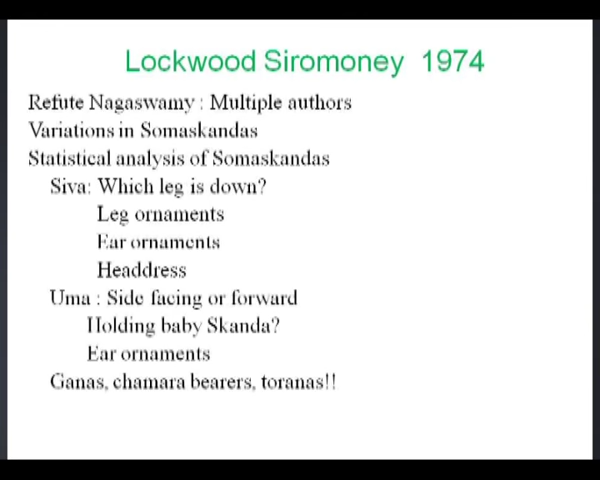 Lockwood Siromoney 1974
Refute Nagaswamy : Multiple authors
Variations in Somaskandas
Statistical analysis of Somaskandas
Siva: Which leg is down?
Leg ornaments
Ear ornaments
Headdress
Uma : Side facing or forward
Holding baby Skanda?
Ear ornaments
Ganas, chamara bearers, toranas!!